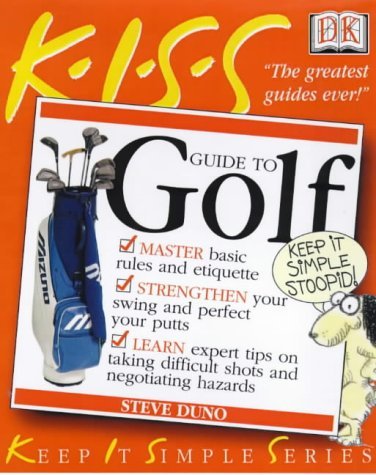 K·I·S·S
DK
"The greatest
guides ever!"
GUIDE TO
Golf
MASTER basic
rules and etiquette
STRENGTHEN your
swing and perfect
your putts
LEARN expert tips on
taking difficult shots and
negotiating hazards
KEEP IT
SIMPLE
STOOPID!
MIZUNO
STEVE DUNO
KEEP IT SIMPLE SERIES